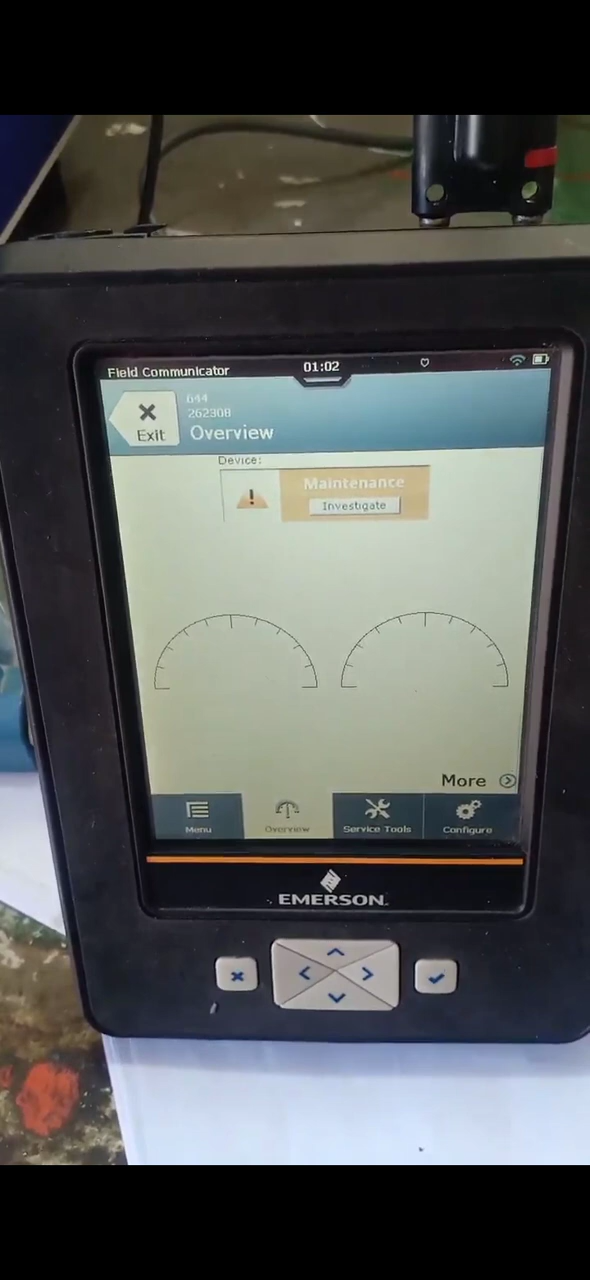 Field Communicator
01:02
644
262308
Exit
Overview
Device:
Maintenance
Investigate
More
Menu
Overview
Service Tools
Configure
EMERSON